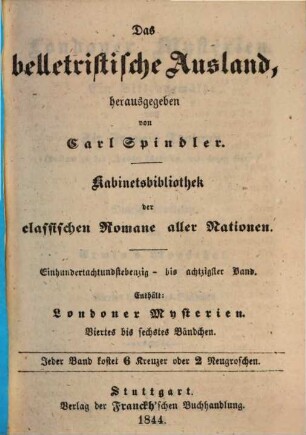 Das
belletristische Ausland,
herausgegeben
von
Carl Spindler.
Kabinetsbibliothek
der
classischen Romane aller Nationen.
Einhundertachtundsiebenzig- bis achtzigster Band.
Enthält:
Londoner Mysterien.
Viertes bis sechstes Bändchen.
Jeder Band kostet 6 Kreuzer oder 2 Neugroschen.
Stuttgart.
Verlag der Franckh'schen Buchhandlung.
1844.